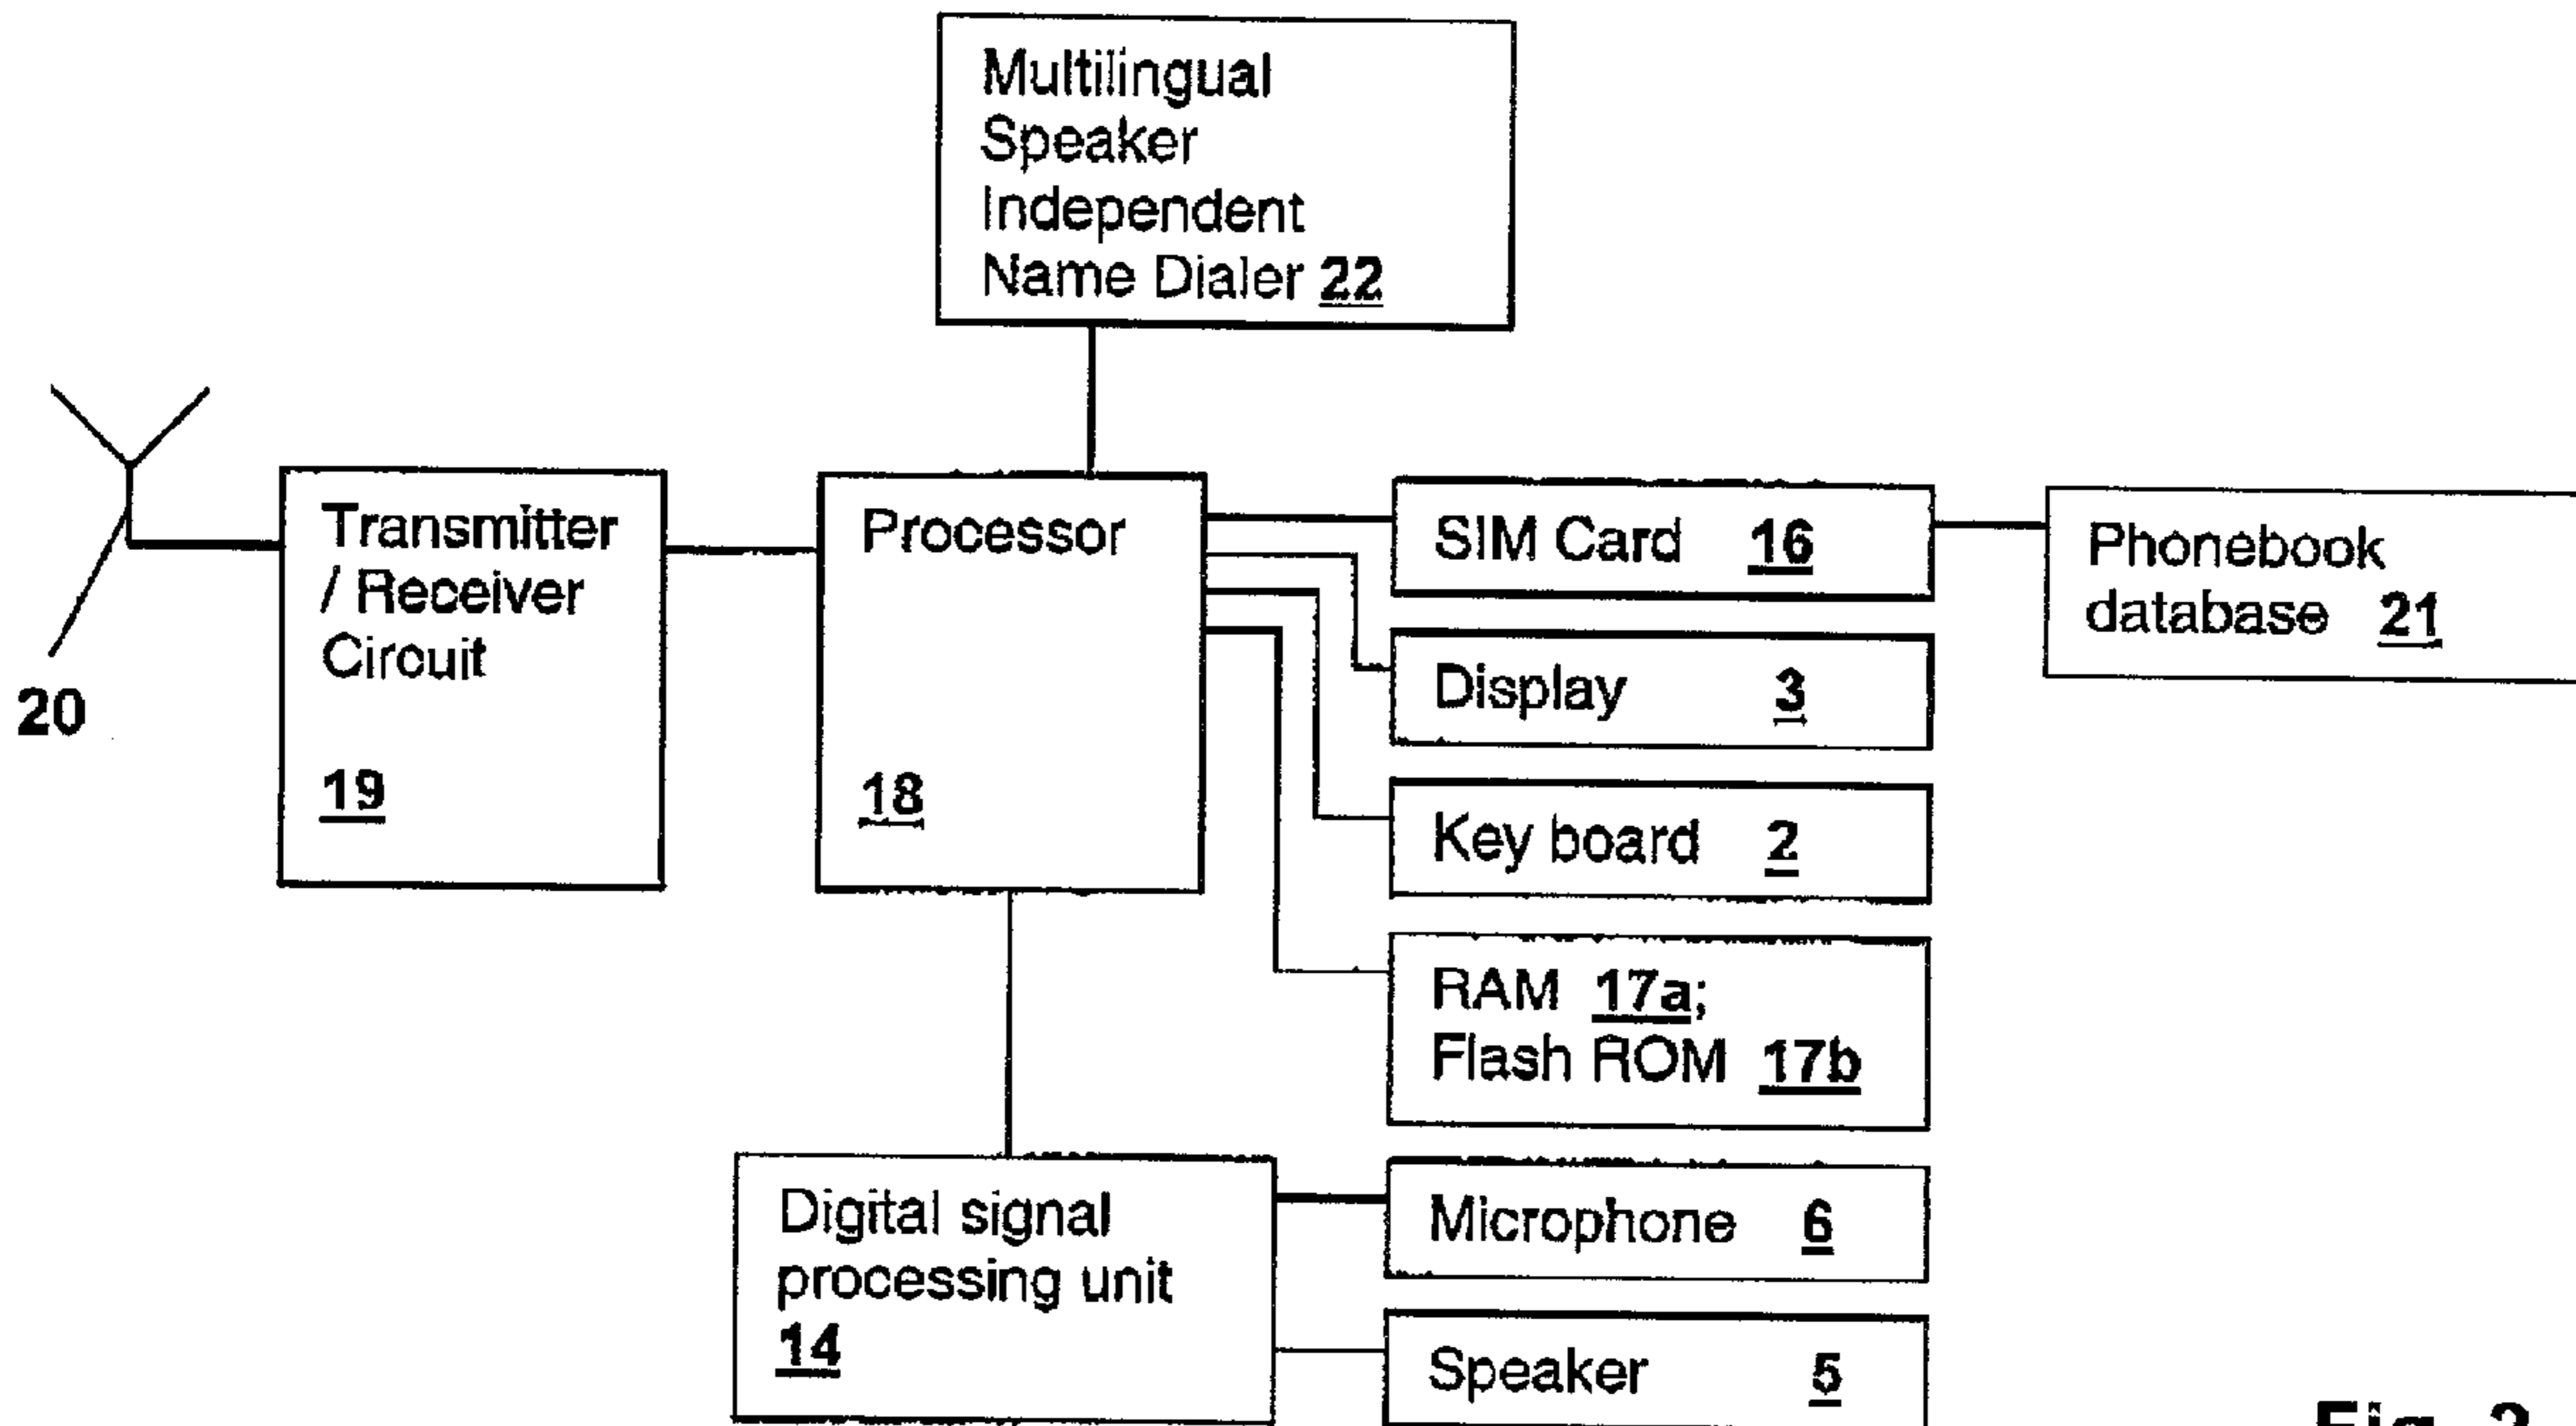 Multilingual
Speaker
Independent
Name Dialer 22
20
Transmitter
/ Receiver
Circuit
19
Processor
18
SIM Card 16
Phonebook
database 21
Display 3
Key board 2
RAM 17a;
Flash ROM 17b
Digital signal
processing unit
14
Microphone 6
Speaker 5